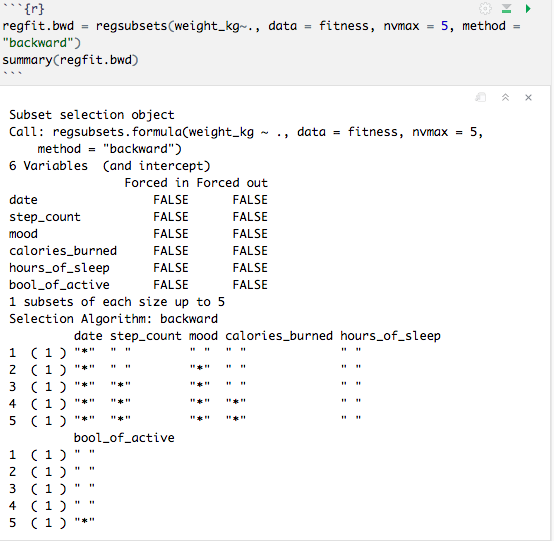 ```{r}
regfit.bwd = regsubsets(weight_kg~., data = fitness, nvmax = 5, method =
"backward")
summary(regfit.bwd)
```
Subset selection object
Call: regsubsets.formula(weight_kg ~ ., data = fitness, nvmax = 5,
    method = "backward")
6 Variables  (and intercept)
                Forced in Forced out
date                FALSE      FALSE
step_count          FALSE      FALSE
mood                FALSE      FALSE
calories_burned     FALSE      FALSE
hours_of_sleep      FALSE      FALSE
bool_of_active      FALSE      FALSE
1 subsets of each size up to 5
Selection Algorithm: backward
         date step_count mood calories_burned hours_of_sleep
1  ( 1 ) "*"  " "        " "  " "             " "
2  ( 1 ) "*"  " "        "*"  " "             " "
3  ( 1 ) "*"  "*"        "*"  " "             " "
4  ( 1 ) "*"  "*"        "*"  "*"             " "
5  ( 1 ) "*"  "*"        "*"  "*"             " "
         bool_of_active
1  ( 1 ) " "
2  ( 1 ) " "
3  ( 1 ) " "
4  ( 1 ) " "
5  ( 1 ) "*"